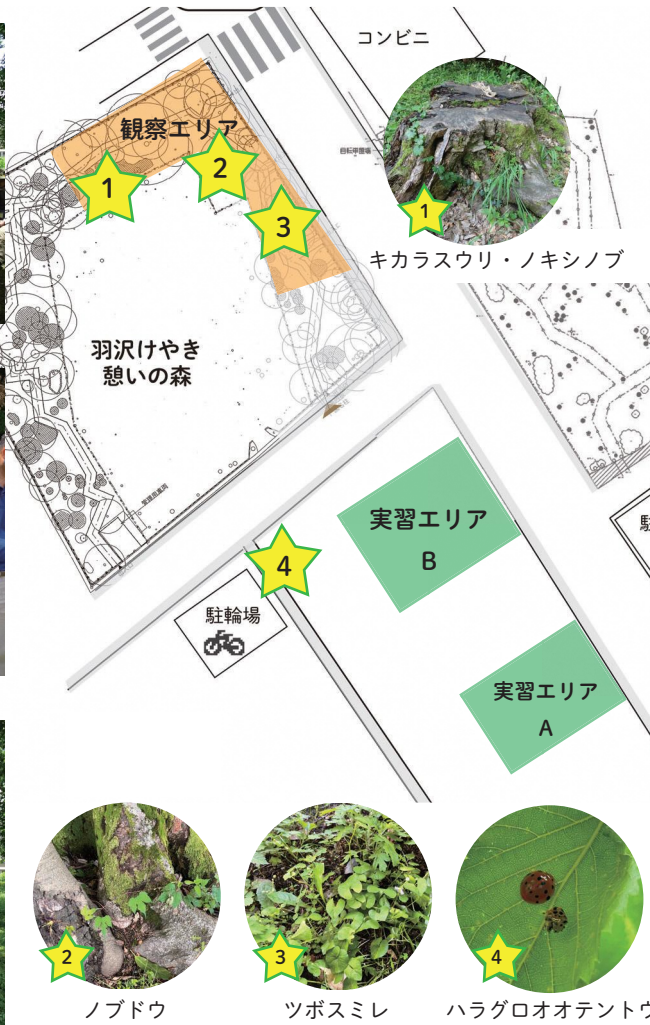 コンビニ
観察エリア
1
2
3
1
キカラスウリ・ノキシノブ
羽沢けやき
憩いの森
実習エリア
B
4
駐輪場
実習エリア
A
2
3
4
ノブドウ
ツボスミレ
ハラグロオオテントウ